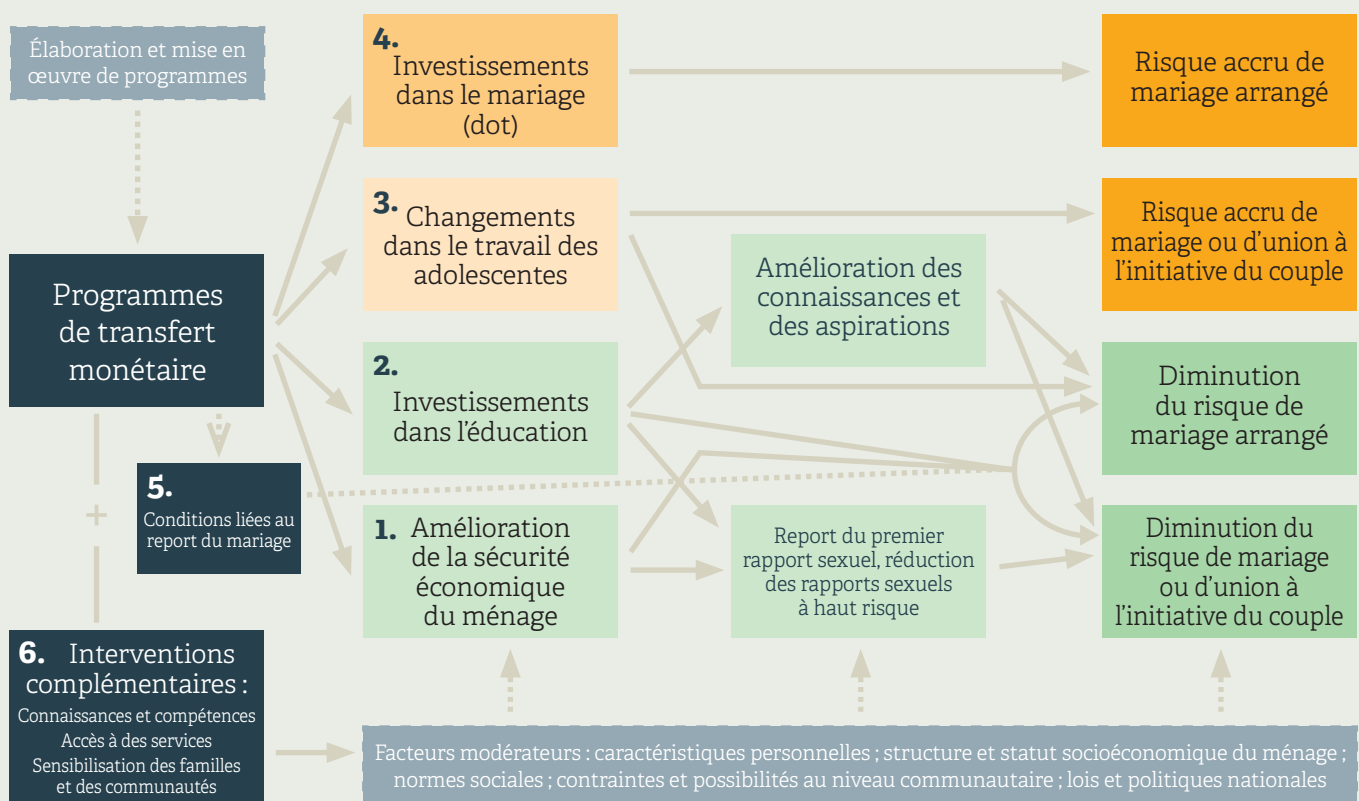 Élaboration et mise en
œuvre de programmes
Programmes
de transfert
monétaire
5.
Conditions liées au
report du mariage
+
6. Interventions
complémentaires :
Connaissances et compétences
Accès à des services
Sensibilisation des familles
et des communautés
4.
Investissements
dans le mariage
(dot)
3. Changements
dans le travail des
adolescentes
2.
Investissements
dans l’éducation
1. Amélioration
de la sécurité
économique
du ménage
Amélioration des
connaissances et
des aspirations
Report du premier
rapport sexuel, réduction
des rapports sexuels
à haut risque
Risque accru de
mariage arrangé
Risque accru de
mariage ou d’union à
l’initiative du couple
Diminution
du risque de
mariage arrangé
Diminution du
risque de mariage
ou d’union à
l’initiative du couple
Facteurs modérateurs : caractéristiques personnelles ; structure et statut socioéconomique du ménage ;
normes sociales ; contraintes et possibilités au niveau communautaire ; lois et politiques nationales